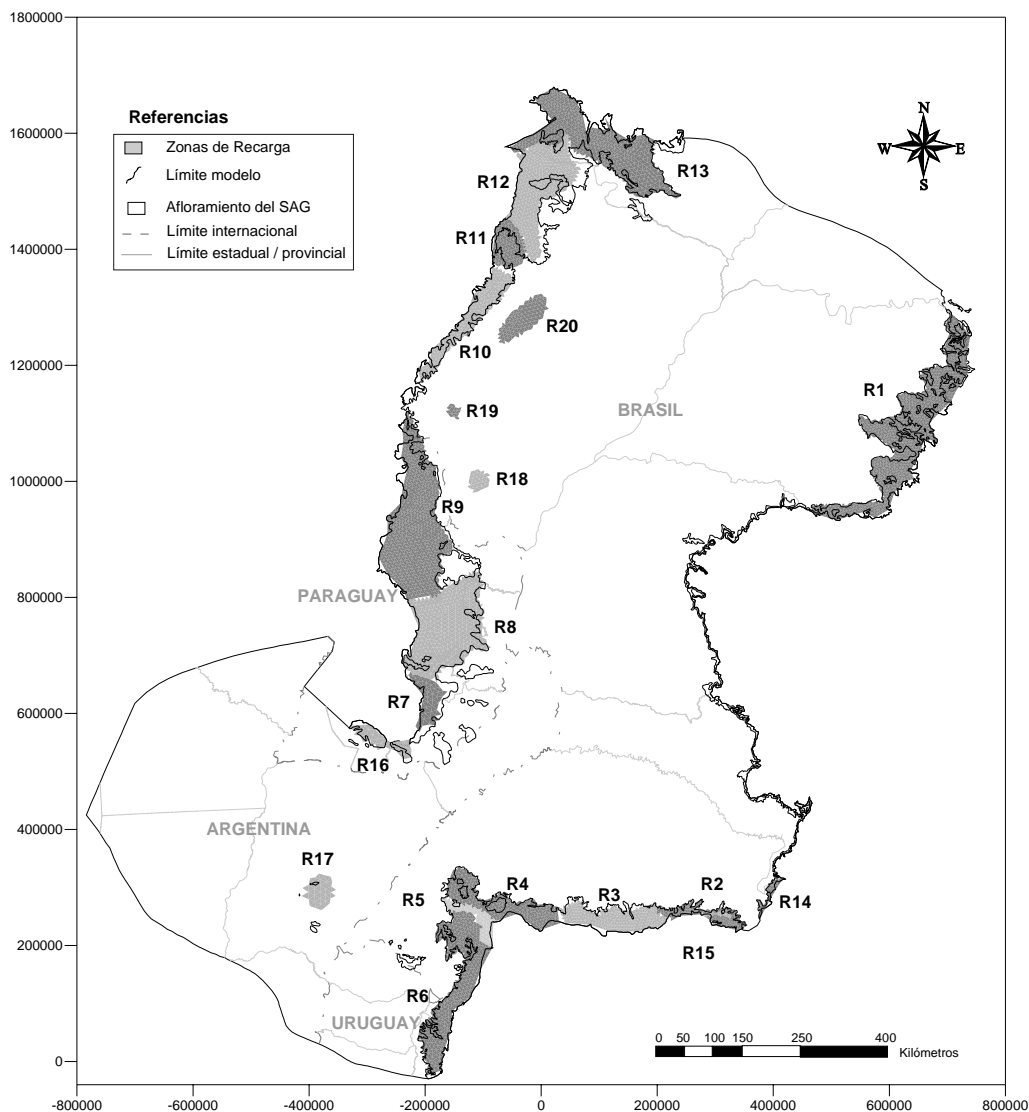 1800000
1600000
1400000
1200000
1000000
800000
600000
400000
200000
0
Referencias
Zonas de Recarga
Límite modelo
Afloramiento del SAG
Límite internacional
Límite estadual / provincial
N
W
E
S
R13
R12
R11
R20
R10
R1
R19
BRASIL
R18
R9
PARAGUAY
R8
R7
R16
ARGENTINA
R17
R5
R4
R3
R2
R14
R15
R6
URUGUAY
0 50 100 150 250 400
Kilómetros
-800000 -600000 -400000 -200000 0 200000 400000 600000 800000